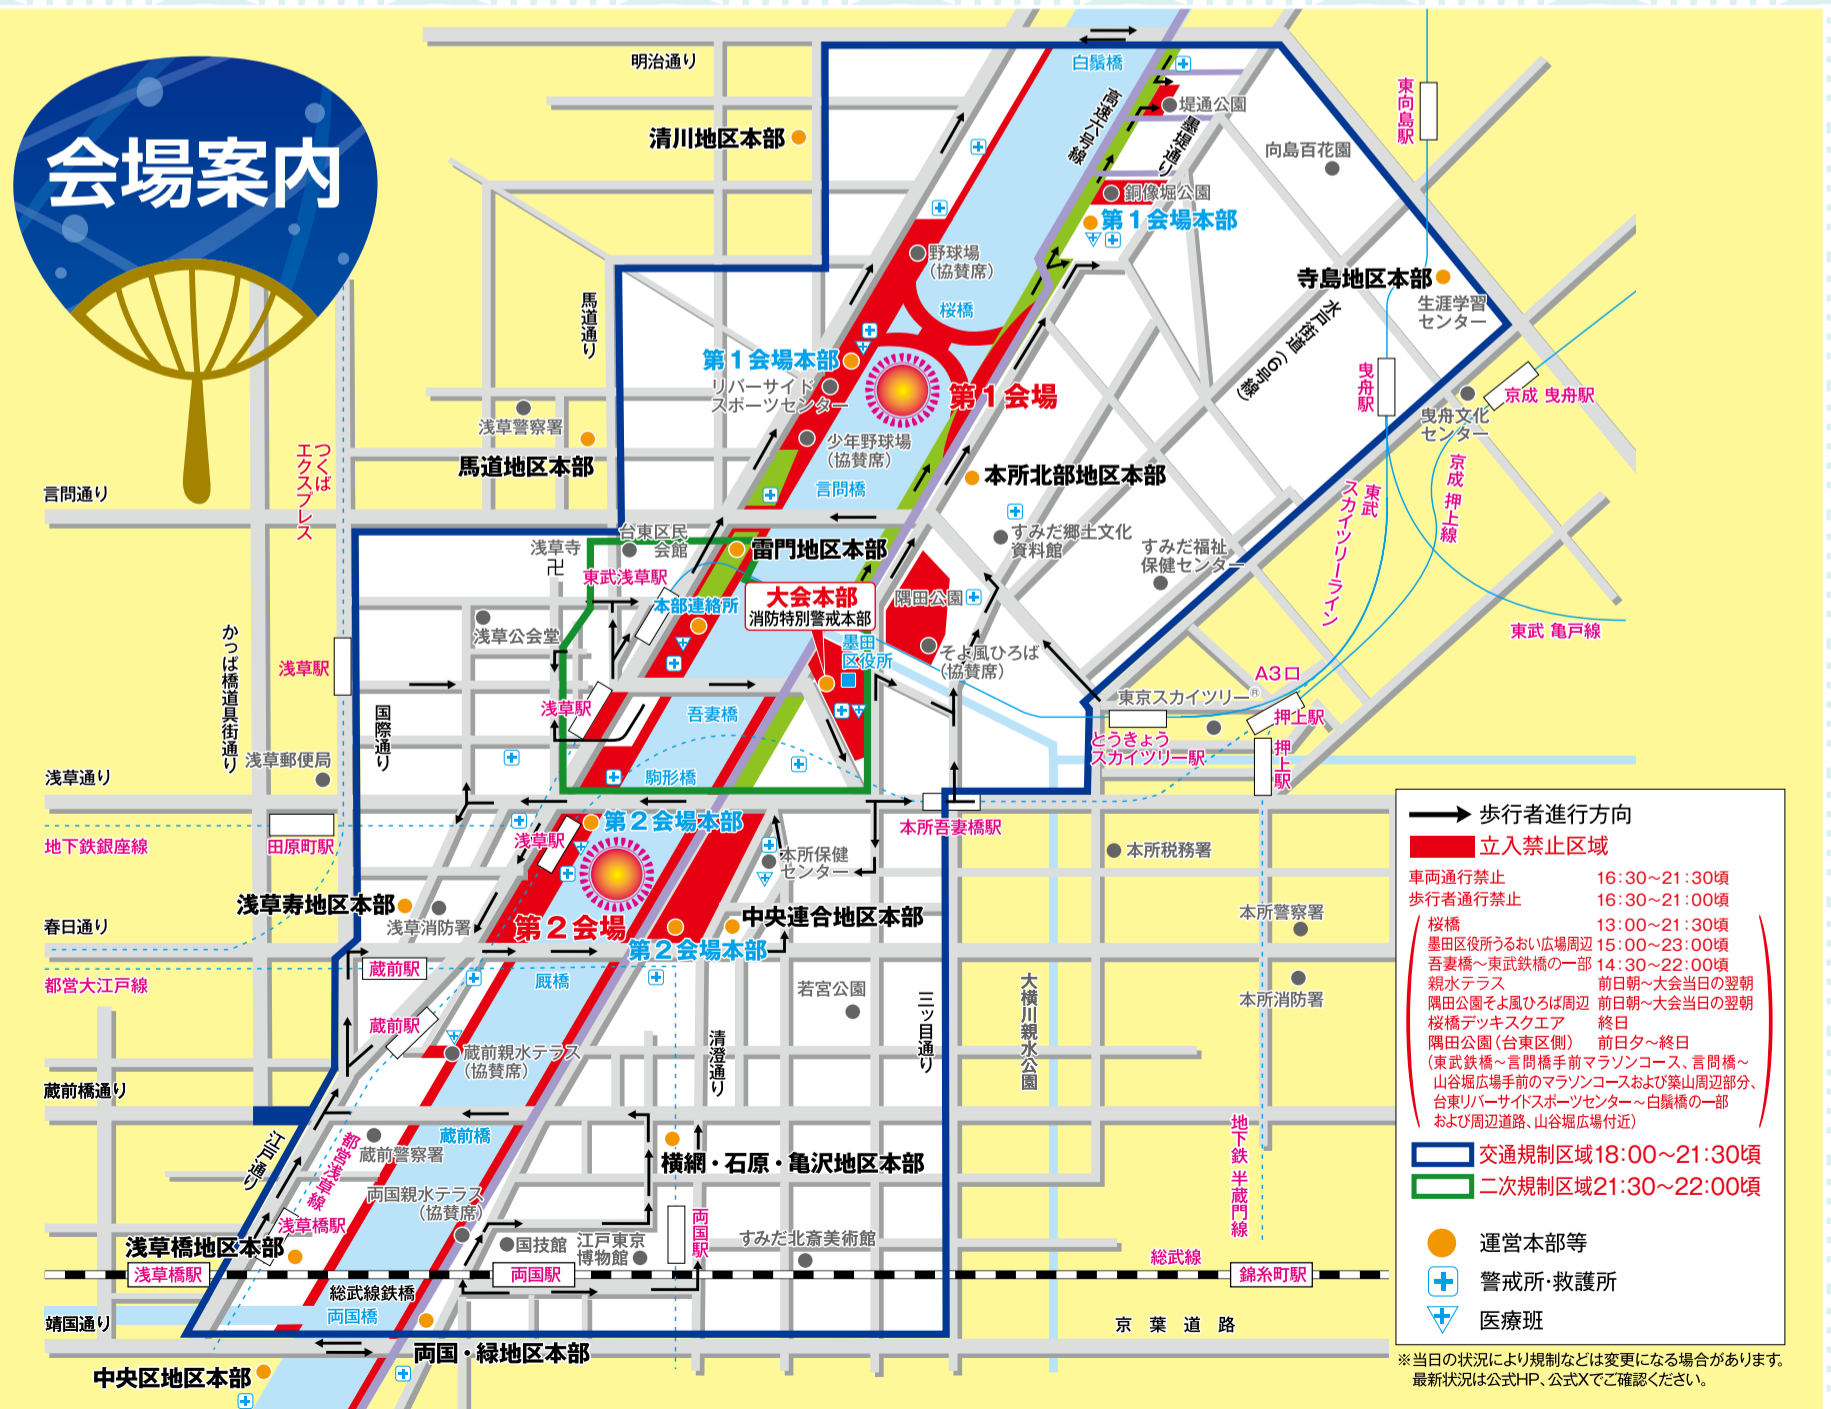 会場案内
明治通り
白鬚橋
高速六号線
墨堤通り
堤通公園
東向島駅
清川地区本部
向島百花園
銅像堀公園
第1会場本部
野球場
(協賛席)
桜橋
寺島地区本部
生涯学習
センター
水戸街道(6号線)
馬道通り
第1会場本部
リバーサイド
スポーツセンター
第1会場
曳舟駅
京成 曳舟駅
曳舟文化
センター
浅草警察署
馬道地区本部
少年野球場
(協賛席)
言問橋
本所北部地区本部
京成 押上線
東武
スカイツリーライン
つくば
エクスプレス
言問通り
台東区民
会館
浅草寺
卍
雷門地区本部
すみだ郷土文化
資料館
すみだ福祉
保健センター
東武浅草駅
本部連絡所
大会本部
消防特別警戒本部
隅田公園
浅草公会堂
墨田
区役所
そよ風ひろば
(協賛席)
東武 亀戸線
かっぱ橋道具街通り
浅草駅
国際通り
浅草駅
吾妻橋
A3口
東京スカイツリー®
押上駅
とうきょう
スカイツリー駅
押上駅
浅草郵便局
浅草通り
駒形橋
地下鉄銀座線
田原町駅
浅草駅
第2会場本部
本所吾妻橋駅
本所保健
センター
本所税務署
浅草寿地区本部
浅草消防署
春日通り
第2会場
中央連合地区本部
第2会場本部
本所警察署
都営大江戸線
蔵前駅
厩橋
若宮公園
三ッ目通り
大横川親水公園
本所消防署
蔵前駅
蔵前親水テラス
(協賛席)
清澄通り
蔵前橋通り
江戸通り
都営浅草線
蔵前警察署
蔵前橋
横網・石原・亀沢地区本部
地下鉄 半蔵門線
両国親水テラス
(協賛席)
浅草橋駅
浅草橋地区本部
国技館
江戸東京
博物館
両国駅
すみだ北斎美術館
総武線
浅草橋駅
両国駅
錦糸町駅
総武線鉄橋
両国橋
靖国通り
京葉道路
両国・緑地区本部
中央区地区本部
歩行者進行方向
立入禁止区域
車両通行禁止 16:30～21:30頃
歩行者通行禁止 16:30～21:00頃
桜橋 13:00～21:30頃
墨田区役所うるおい広場周辺 15:00～23:00頃
吾妻橋～東武鉄橋の一部 14:30～22:00頃
親水テラス 前日朝～大会当日の翌朝
隅田公園そよ風ひろば周辺 前日朝～大会当日の翌朝
桜橋デッキスクエア 終日
隅田公園(台東区側) 前日夕～終日
(東武鉄橋～言問橋手前マラソンコース、言問橋～
山谷堀広場手前のマラソンコースおよび築山周辺部分、
台東リバーサイドスポーツセンター～白鬚橋の一部
および周辺道路、山谷堀広場付近)
交通規制区域18:00～21:30頃
二次規制区域21:30～22:00頃
運営本部等
警戒所・救護所
医療班
※当日の状況により規制などは変更になる場合があります。
最新状況は公式HP、公式Xでご確認ください。